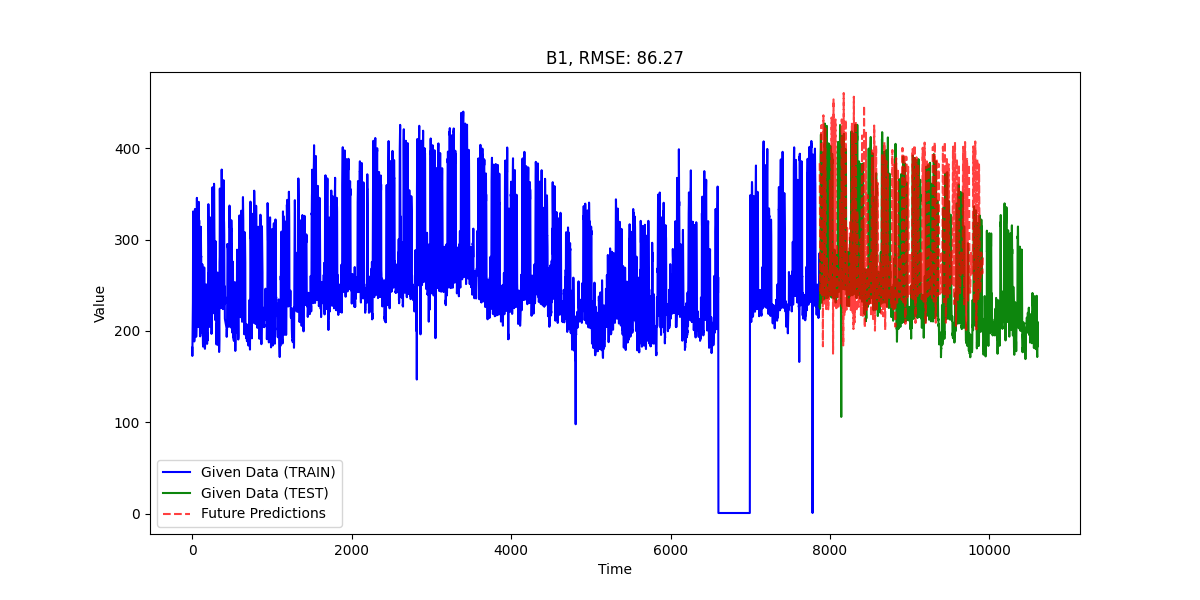 B1, RMSE: 86.27
Value
400
300
200
100
0
Given Data (TRAIN)
Given Data (TEST)
Future Predictions
0 2000 4000 6000 8000 10000
Time